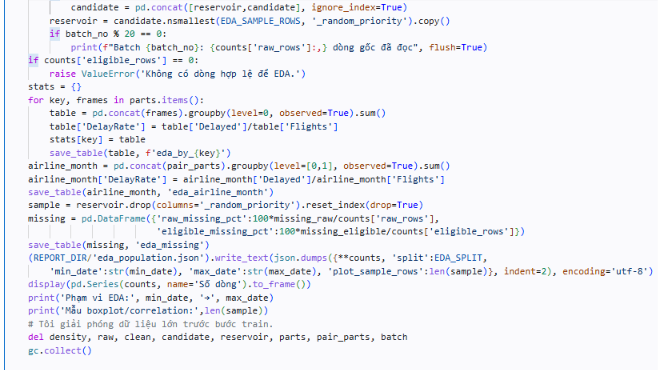 candidate = pd.concat([reservoir,candidate], ignore_index=True)
reservoir = candidate.nsmallest(EDA_SAMPLE_ROWS, '_random_priority').copy()
if batch_no % 20 == 0:
print(f"Batch {batch_no}: {counts['raw_rows']:,} dòng gốc đã đọc", flush=True)
if counts['eligible_rows'] == 0:
raise ValueError('Không có dòng hợp lệ để EDA.')
stats = {}
for key, frames in parts.items():
table = pd.concat(frames).groupby(level=0, observed=True).sum()
table['DelayRate'] = table['Delayed']/table['Flights']
stats[key] = table
save_table(table, f'eda_by_{key}')
airline_month = pd.concat(pair_parts).groupby(level=[0,1], observed=True).sum()
airline_month['DelayRate'] = airline_month['Delayed']/airline_month['Flights']
save_table(airline_month, 'eda_airline_month')
sample = reservoir.drop(columns='_random_priority').reset_index(drop=True)
missing = pd.DataFrame({'raw_missing_pct':100*missing_raw/counts['raw_rows'],
'eligible_missing_pct':100*missing_eligible/counts['eligible_rows']})
save_table(missing, 'eda_missing')
(REPORT_DIR/'eda_population.json').write_text(json.dumps({**counts, 'split':EDA_SPLIT,
'min_date':str(min_date), 'max_date':str(max_date), 'plot_sample_rows':len(sample)}, indent=2), encoding='utf-8')
display(pd.Series(counts, name='Số dòng').to_frame())
print('Phạm vi EDA:', min_date, '→', max_date)
print('Mẫu boxplot/correlation:',len(sample))
# Tôi giải phóng dữ liệu lớn trước bước train.
del density, raw, clean, candidate, reservoir, parts, pair_parts, batch
gc.collect()